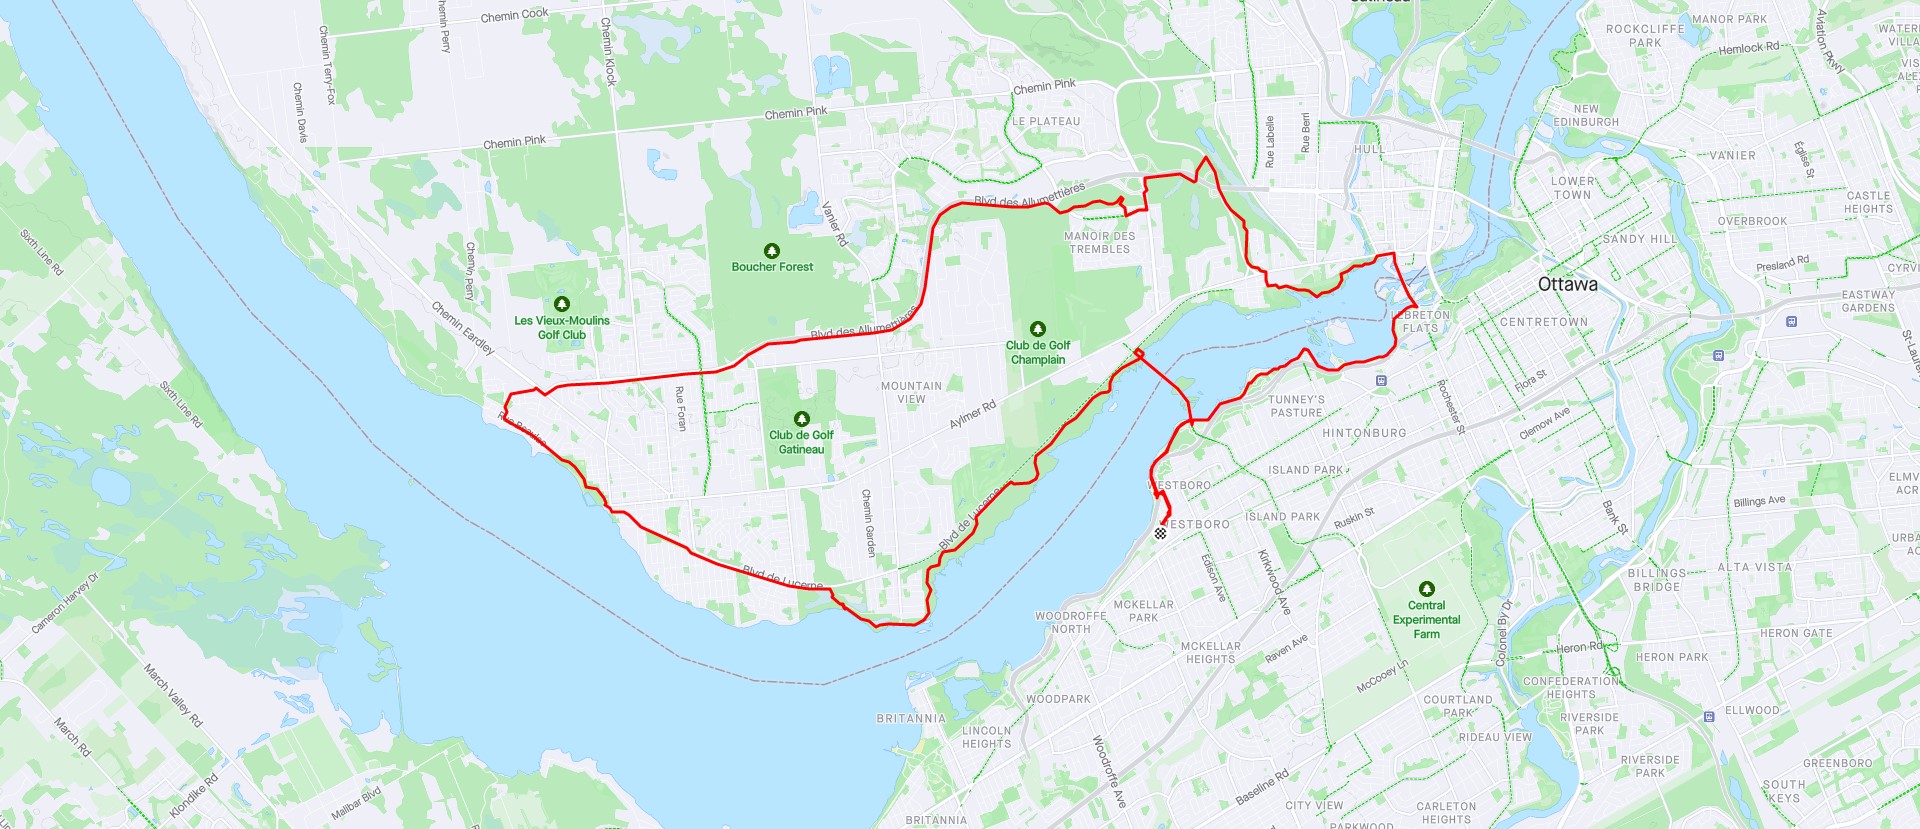 Chemin Cook
Chemin Perry
Chemin Terry-Fox
Chemin Klock
ROCKCLIFFE
PARK
MANOR PARK
Aviation Pkwy
Hemlock Rd
Chemin Davis
Chemin Pink
Chemin Pink
Chemin Pink
LE PLATEAU
Rue Labelle
Rue Berri
HULL
NEW
EDINBURGH
VANIER
Église St
LOWER
TOWN
CASTLE
HEIGHTS
OVERBROOK
SANDY HILL
Presland Rd
Sixth Line Rd
Chemin Perry
Vanier Rd
Boucher Forest
Blvd des Allumettières
MANOIR DES
TREMBLES
Ottawa
EASTWAY
GARDENS
Les Vieux-Moulins
Golf Club
Chemin Eardley
Blvd des Allumettières
Club de Golf
Champlain
LEBRETON
FLATS
CENTRETOWN
Sixth Line Rd
Rue Foran
MOUNTAIN
VIEW
Aylmer Rd
TUNNEY'S
PASTURE
Rochester St
Flora St
Clemow Ave
Club de Golf
Gatineau
HINTONBURG
ISLAND PARK
WESTBORO
Chemin Garden
Blvd de Lucerne
WESTBORO
ISLAND PARK
Ruskin St
Bank St
Billings Ave
Edison Ave
Kirkwood Ave
Blvd de Lucerne
Cameron Harvey Dr
Central
Experimental
Farm
BILLINGS
BRIDGE
ALTA VISTA
WOODROFFE
NORTH
MCKELLAR
PARK
MCKELLAR
HEIGHTS
Raven Ave
McCooey Ln
Colonel By Dr
Heron Rd
HERON GATE
HERON PARK
March Valley Rd
March Rd
Klondike Rd
Malibar Blvd
BRITANNIA
WOODPARK
LINCOLN
HEIGHTS
Woodroffe Ave
Baseline Rd
COURTLAND
PARK
RIDEAU VIEW
CONFEDERATION
HEIGHTS
RIVERSIDE
PARK
ELLWOOD
RIVERSIDE
PARK
GREENBORO
SOUTH
KEYS
BRITANNIA
CITY VIEW
CARLETON
HEIGHTS
PARKWOOD